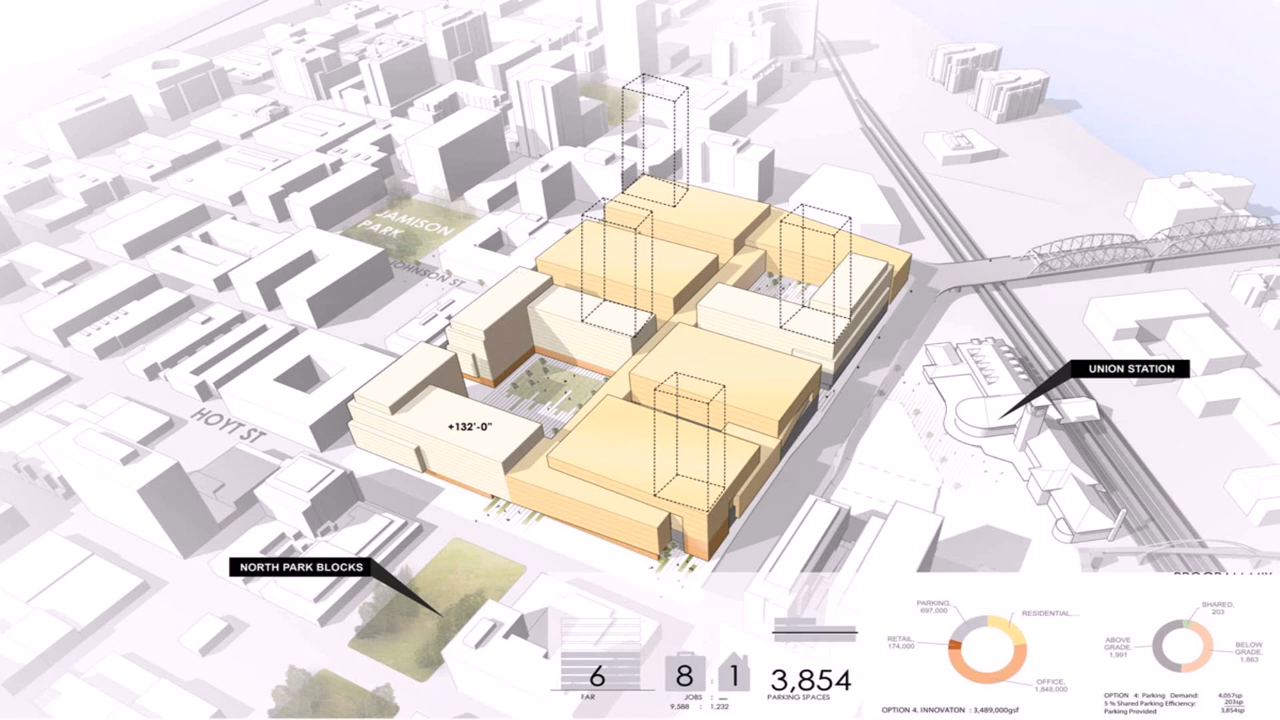 JAMISON
PARK
JOHNSON ST
HOYT ST
+132'-0"
UNION STATION
NORTH PARK BLOCKS
6
FAR
8 : 1
JOBS : 
9,588 : 1,232
3,854
PARKING SPACES
PARKING,
697,000
RESIDENTIAL,...
RETAIL,
174,000
OFFICE,
1,848,000
OPTION 4. INNOVATON : 3,489,000gsf
SHARED,
203
ABOVE
GRADE,
1,991
BELOW
GRADE,
1,863
OPTION 4: Parking Demand: 4,057sp
5 % Shared Parking Efficiency: 203sp
Parking Provided 3,854sp